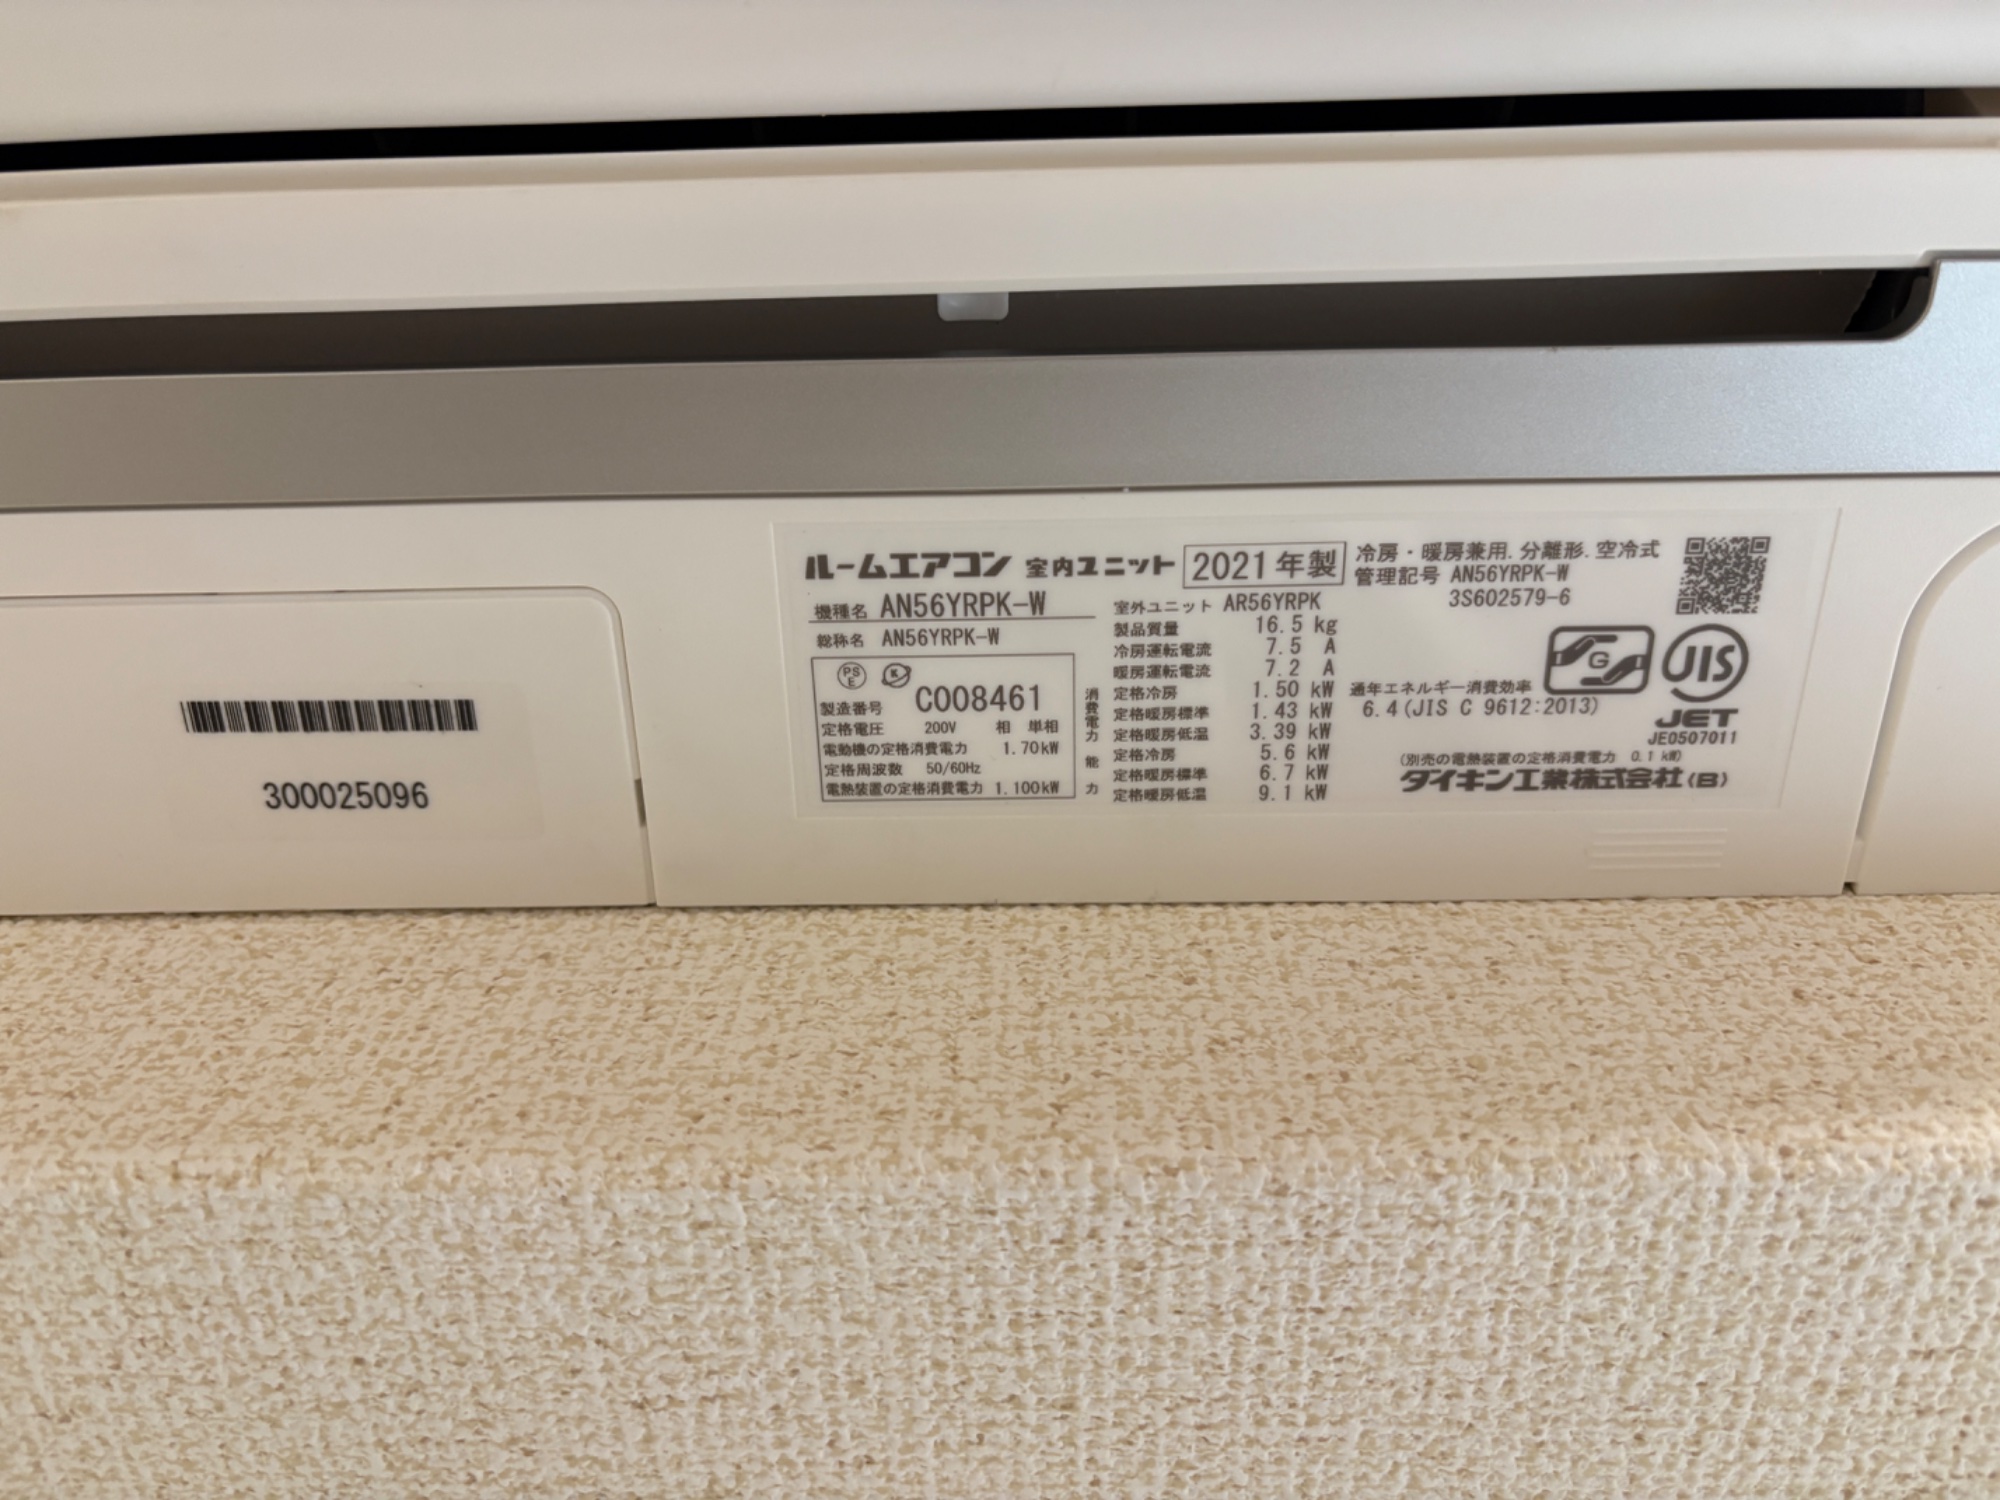 300025096
ルームエアコン 室内ユニット 2021年製
機種名 AN56YRPK-W
総称名 AN56YRPK-W
PS
E
K
製造番号 C008461
定格電圧 200V 相 単相
電動機の定格消費電力 1.70kW
定格周波数 50/60Hz
電熱装置の定格消費電力 1.100kW
室外ユニット AR56YRPK
製品質量 16.5 kg
冷房運転電流 7.5 A
暖房運転電流 7.2 A
消費電力
定格冷房 1.50 kW
定格暖房標準 1.43 kW
定格暖房低温 3.39 kW
能力
定格冷房 5.6 kW
定格暖房標準 6.7 kW
定格暖房低温 9.1 kW
冷房・暖房兼用.分離形.空冷式
管理記号 AN56YRPK-W
3S602579-6
G
JIS
通年エネルギー消費効率
6.4(JIS C 9612:2013)
JET
JE0507011
(別売の電熱装置の定格消費電力 0.1kW)
ダイキン工業株式会社(B)